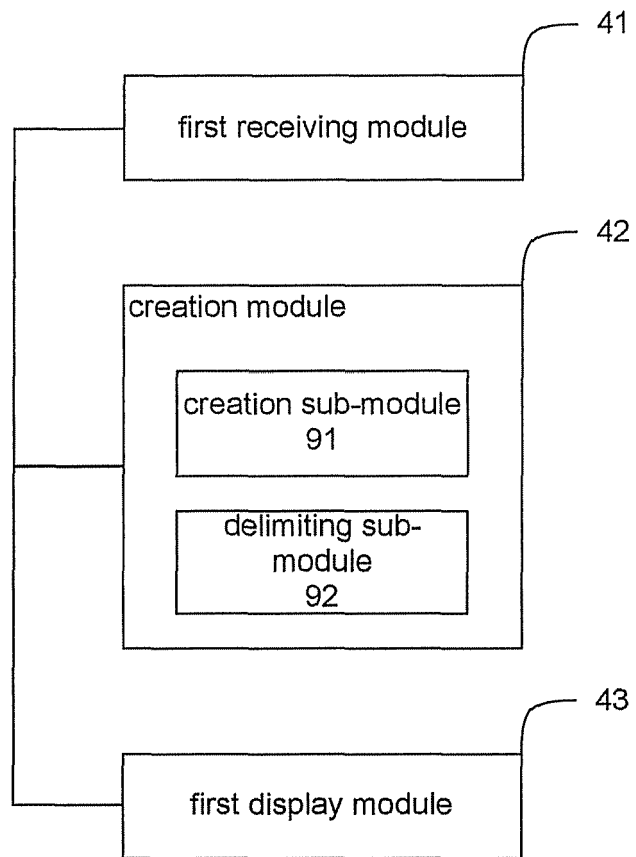 41
first receiving module
42
creation module
creation sub-module
91
delimiting sub-
module
92
43
first display module